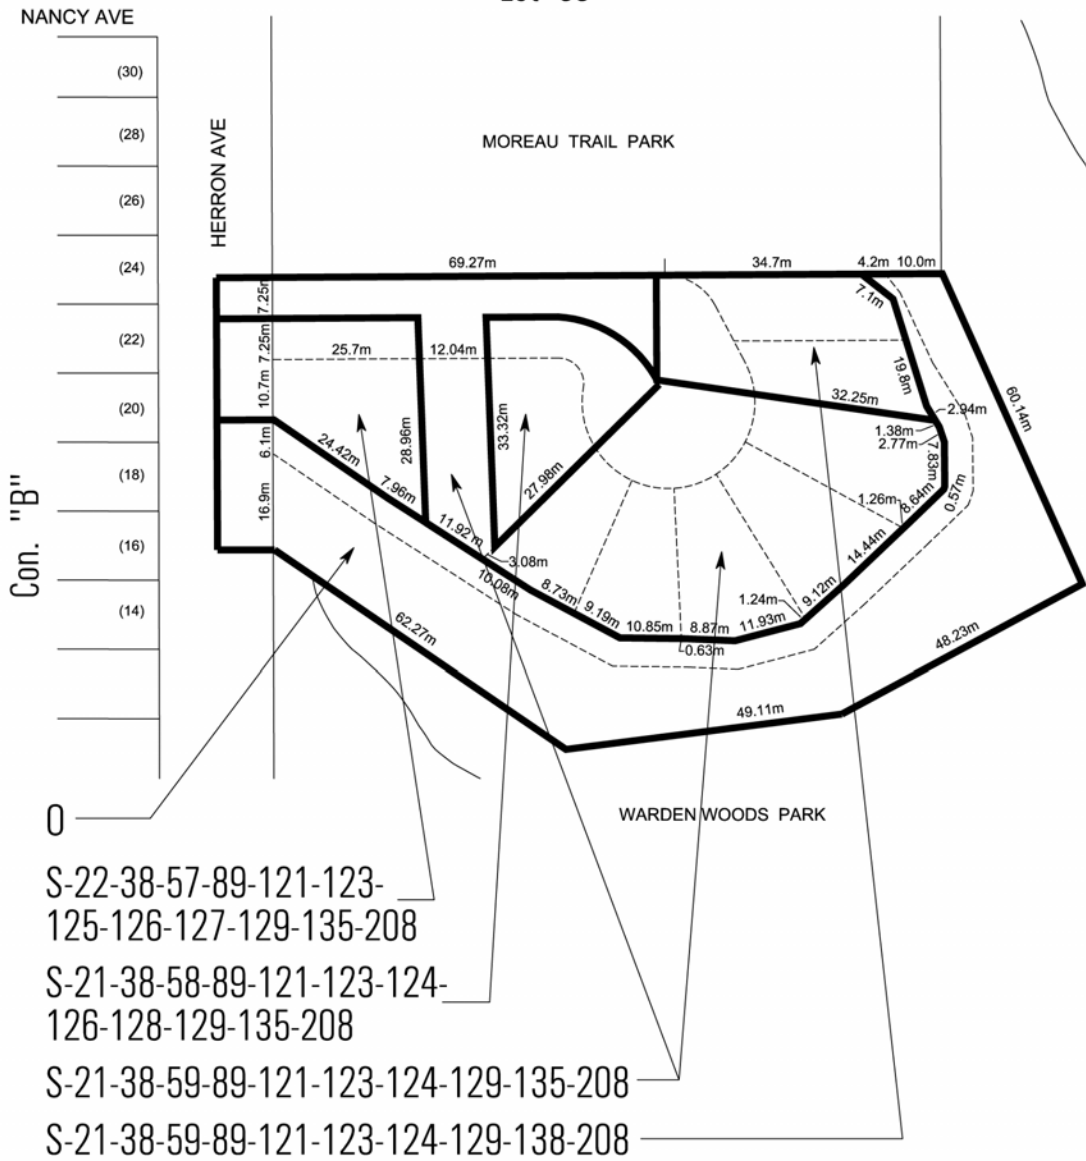 NANCY AVE
(30)
(28)
(26)
(24)
(22)
(20)
(18)
(16)
(14)
HERRON AVE
Con. "B"
MOREAU TRAIL PARK
69.27m
34.7m
4.2m
10.0m
7.25m
7.25m
10.7m
6.1m
16.9m
25.7m
12.04m
7.1m
19.8m
60.14m
32.25m
2.94m
1.38m
2.77m
7.83m
0.57m
24.42m
28.96m
33.32m
27.98m
7.96m
11.92 m
3.08m
10.08m
8.73m
9.19m
10.85m
8.87m
0.63m
11.93m
1.24m
9.12m
14.44m
1.26m
8.64m
62.27m
49.11m
48.23m
WARDEN WOODS PARK
O
S-22-38-57-89-121-123-
125-126-127-129-135-208
S-21-38-58-89-121-123-124-
126-128-129-135-208
S-21-38-59-89-121-123-124-129-135-208
S-21-38-59-89-121-123-124-129-138-208